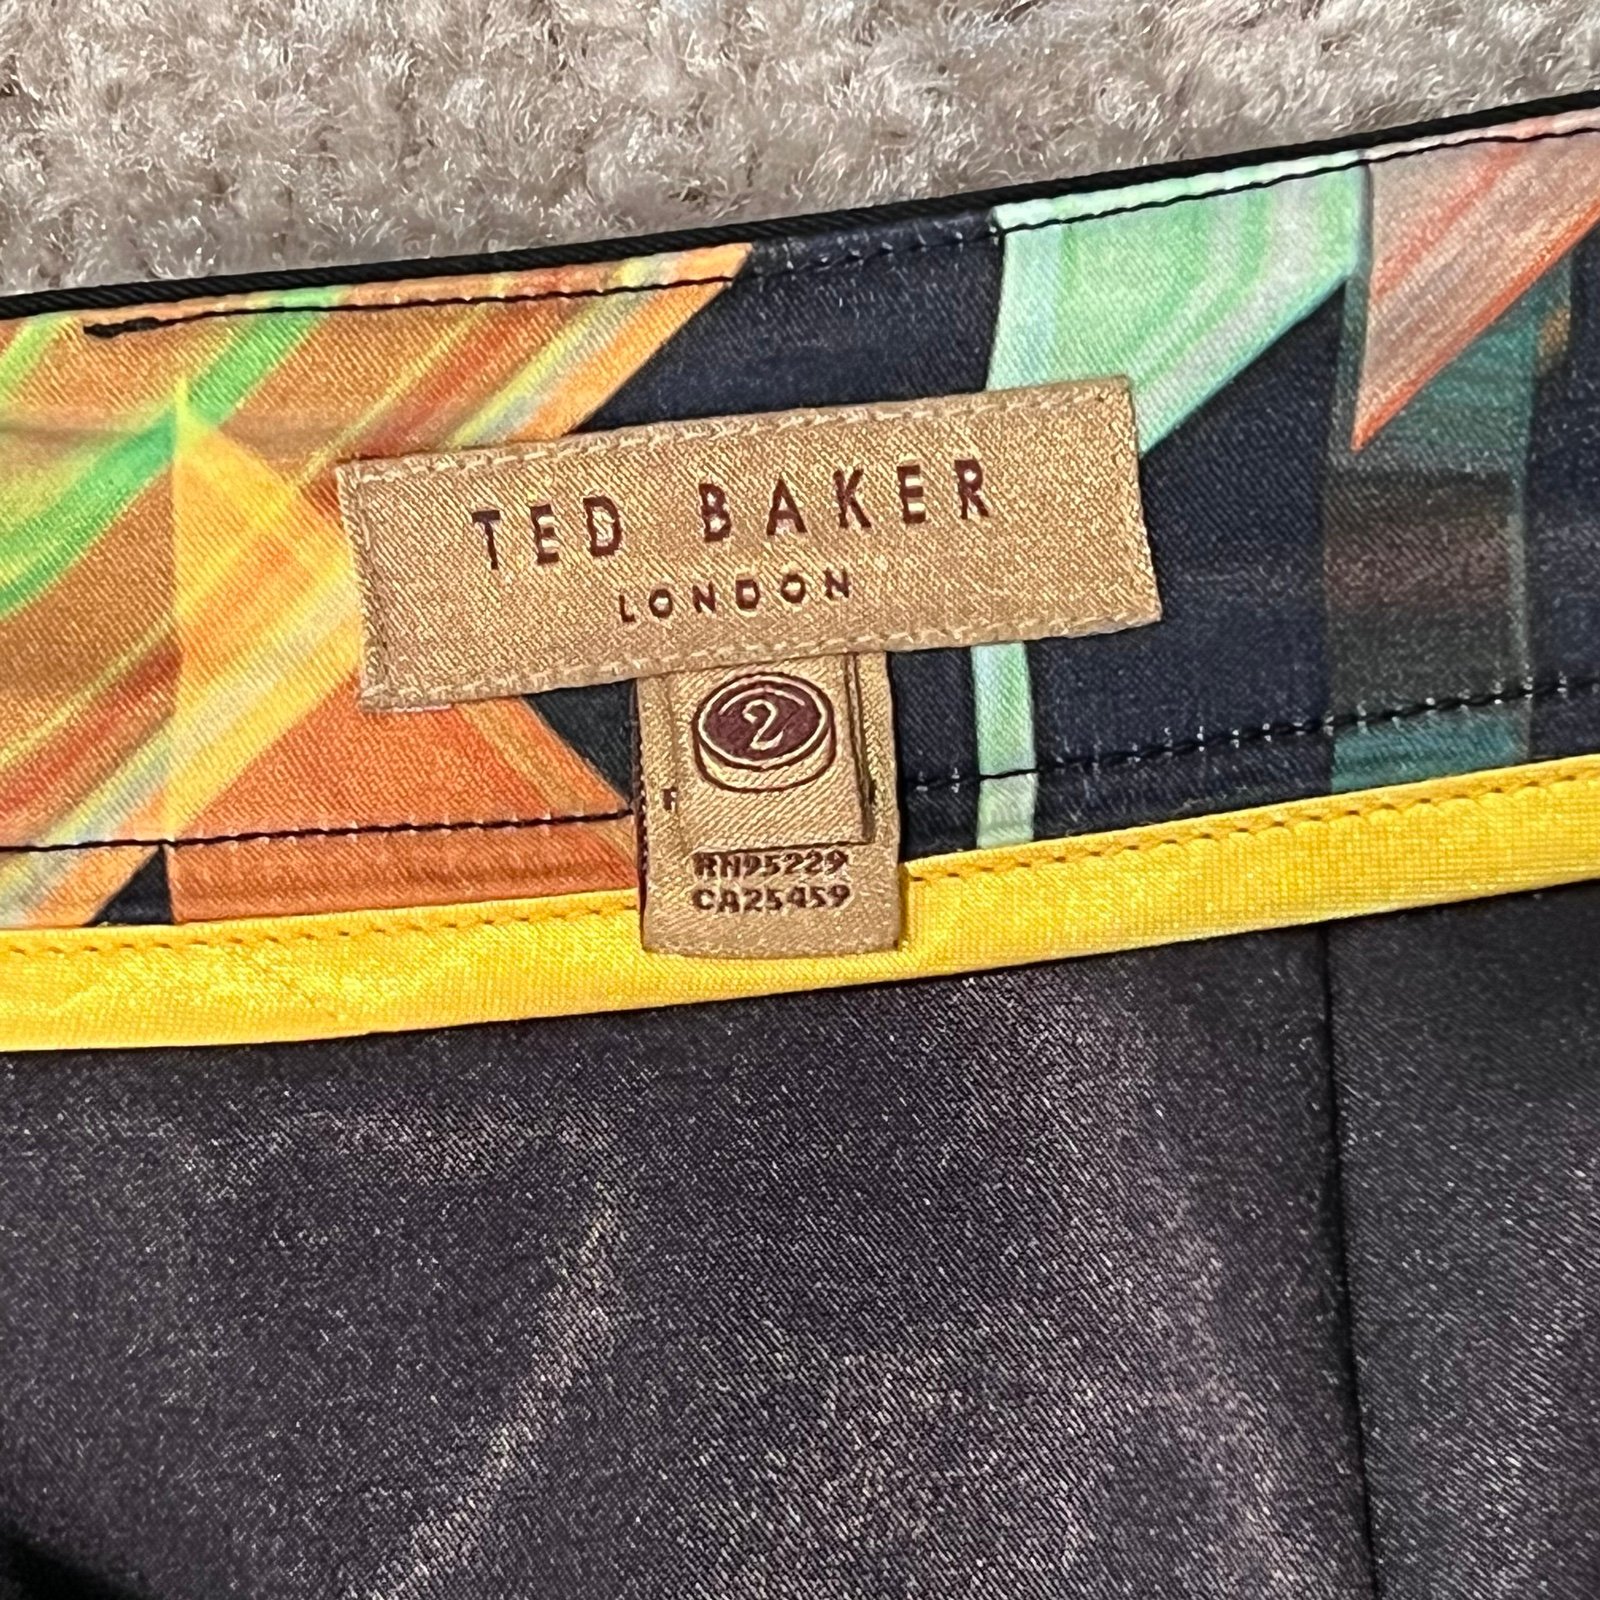 TED BAKER
LONDON
2
RN95229
CA25459